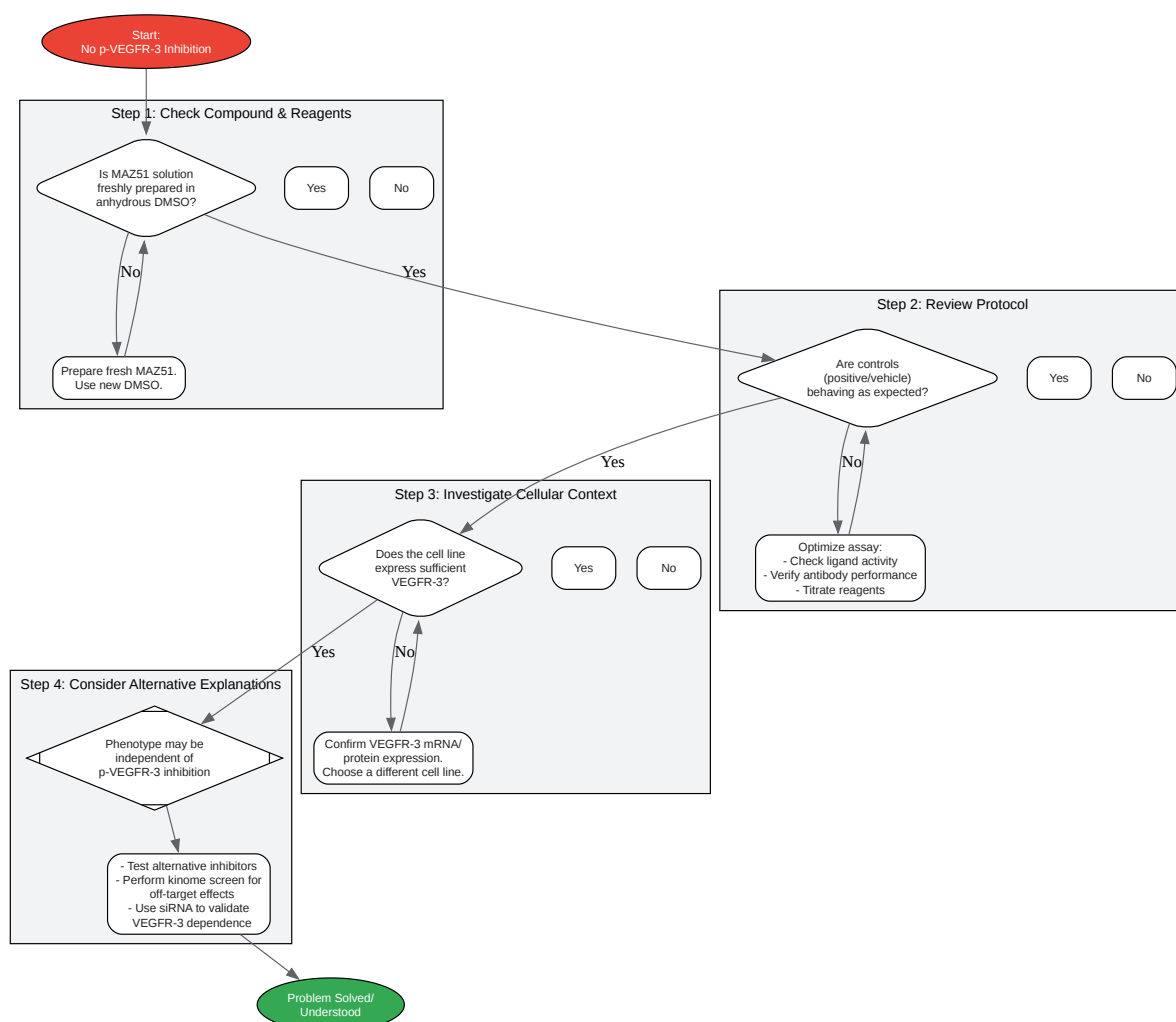 Start:
No p-VEGFR-3 Inhibition
Step 1: Check Compound & Reagents
Is MAZ51 solution
freshly prepared in
anhydrous DMSO?
Yes
No
No
Yes
Prepare fresh MAZ51.
Use new DMSO.
Step 2: Review Protocol
Are controls
(positive/vehicle)
behaving as expected?
Yes
No
No
Yes
Optimize assay:
- Check ligand activity
- Verify antibody performance
- Titrate reagents
Step 3: Investigate Cellular Context
Does the cell line
express sufficient
VEGFR-3?
Yes
No
No
Yes
Confirm VEGFR-3 mRNA/
protein expression.
Choose a different cell line.
Step 4: Consider Alternative Explanations
Phenotype may be
independent of
p-VEGFR-3 inhibition
- Test alternative inhibitors
- Perform kinome screen for
off-target effects
- Use siRNA to validate
VEGFR-3 dependence
Problem Solved/
Understood